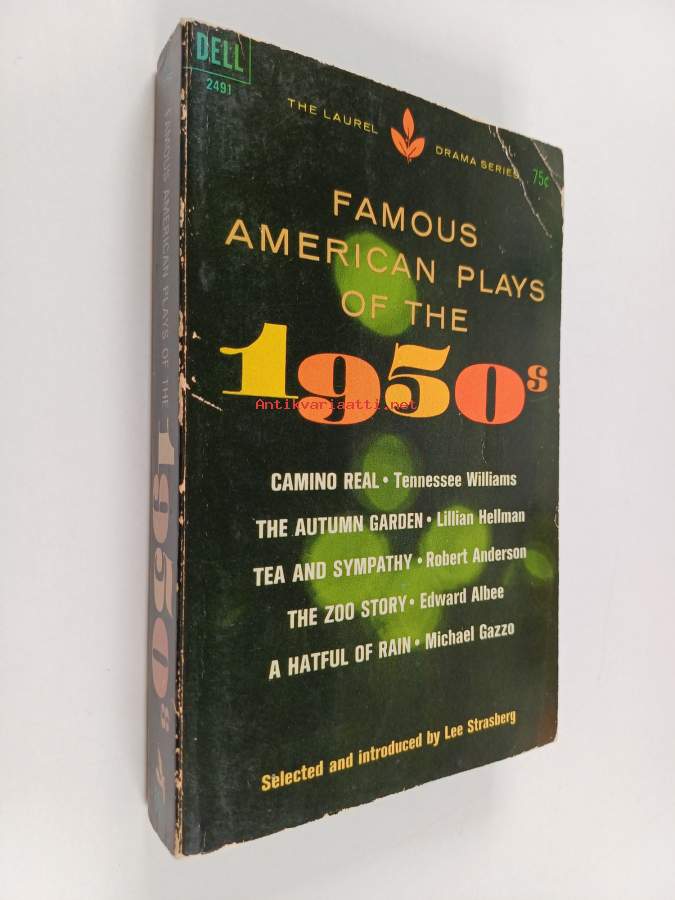 DELL
2491
THE LAUREL DRAMA SERIES
75¢
FAMOUS
AMERICAN PLAYS
OF THE
1950s
Antikvariaatti.net
CAMINO REAL • Tennessee Williams
THE AUTUMN GARDEN • Lillian Hellman
TEA AND SYMPATHY • Robert Anderson
THE ZOO STORY • Edward Albee
A HATFUL OF RAIN • Michael Gazzo
Selected and introduced by Lee Strasberg
FAMOUS AMERICAN PLAYS OF THE 1950s